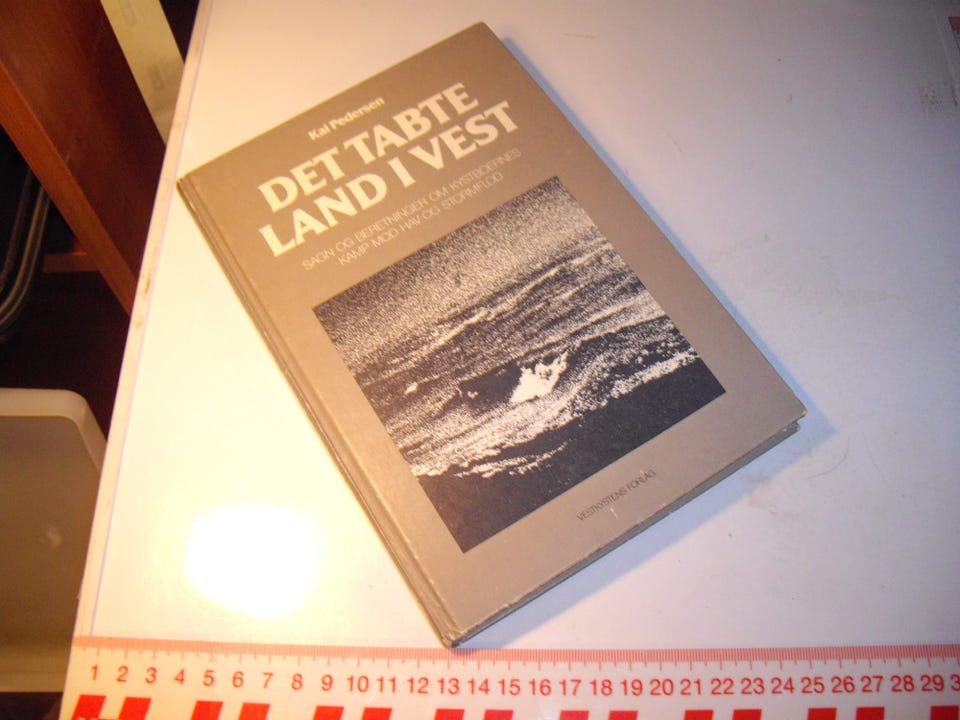 Kai Pedersen
DET TABTE
LAND I VEST
SAGN OG BERETNINGER OM KYSTBOERNES
KAMP MOD HAV OG STORMFLOD
VESTKYSTENS FORLAG
1 2 3 4 5 6 7 8 9 10 11 12 13 14 15 16 17 18 19 20 21 22 23 24 25 26 27 28 29